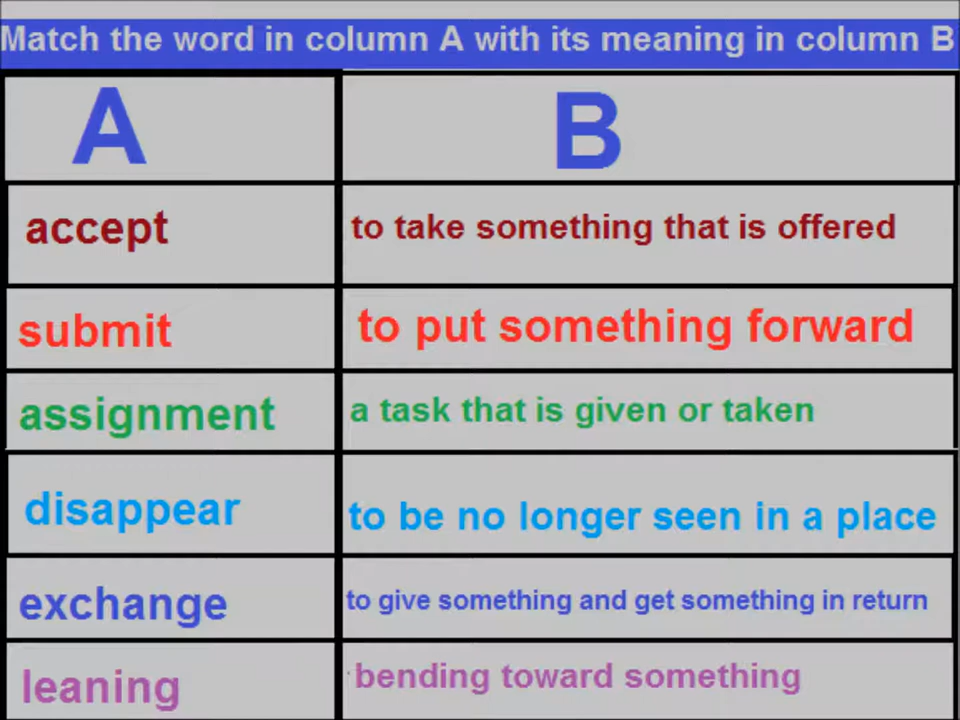 Match the word in column A with its meaning in column B
A B
accept to take something that is offered
submit to put something forward
assignment a task that is given or taken
disappear to be no longer seen in a place
exchange to give something and get something in return
leaning bending toward something